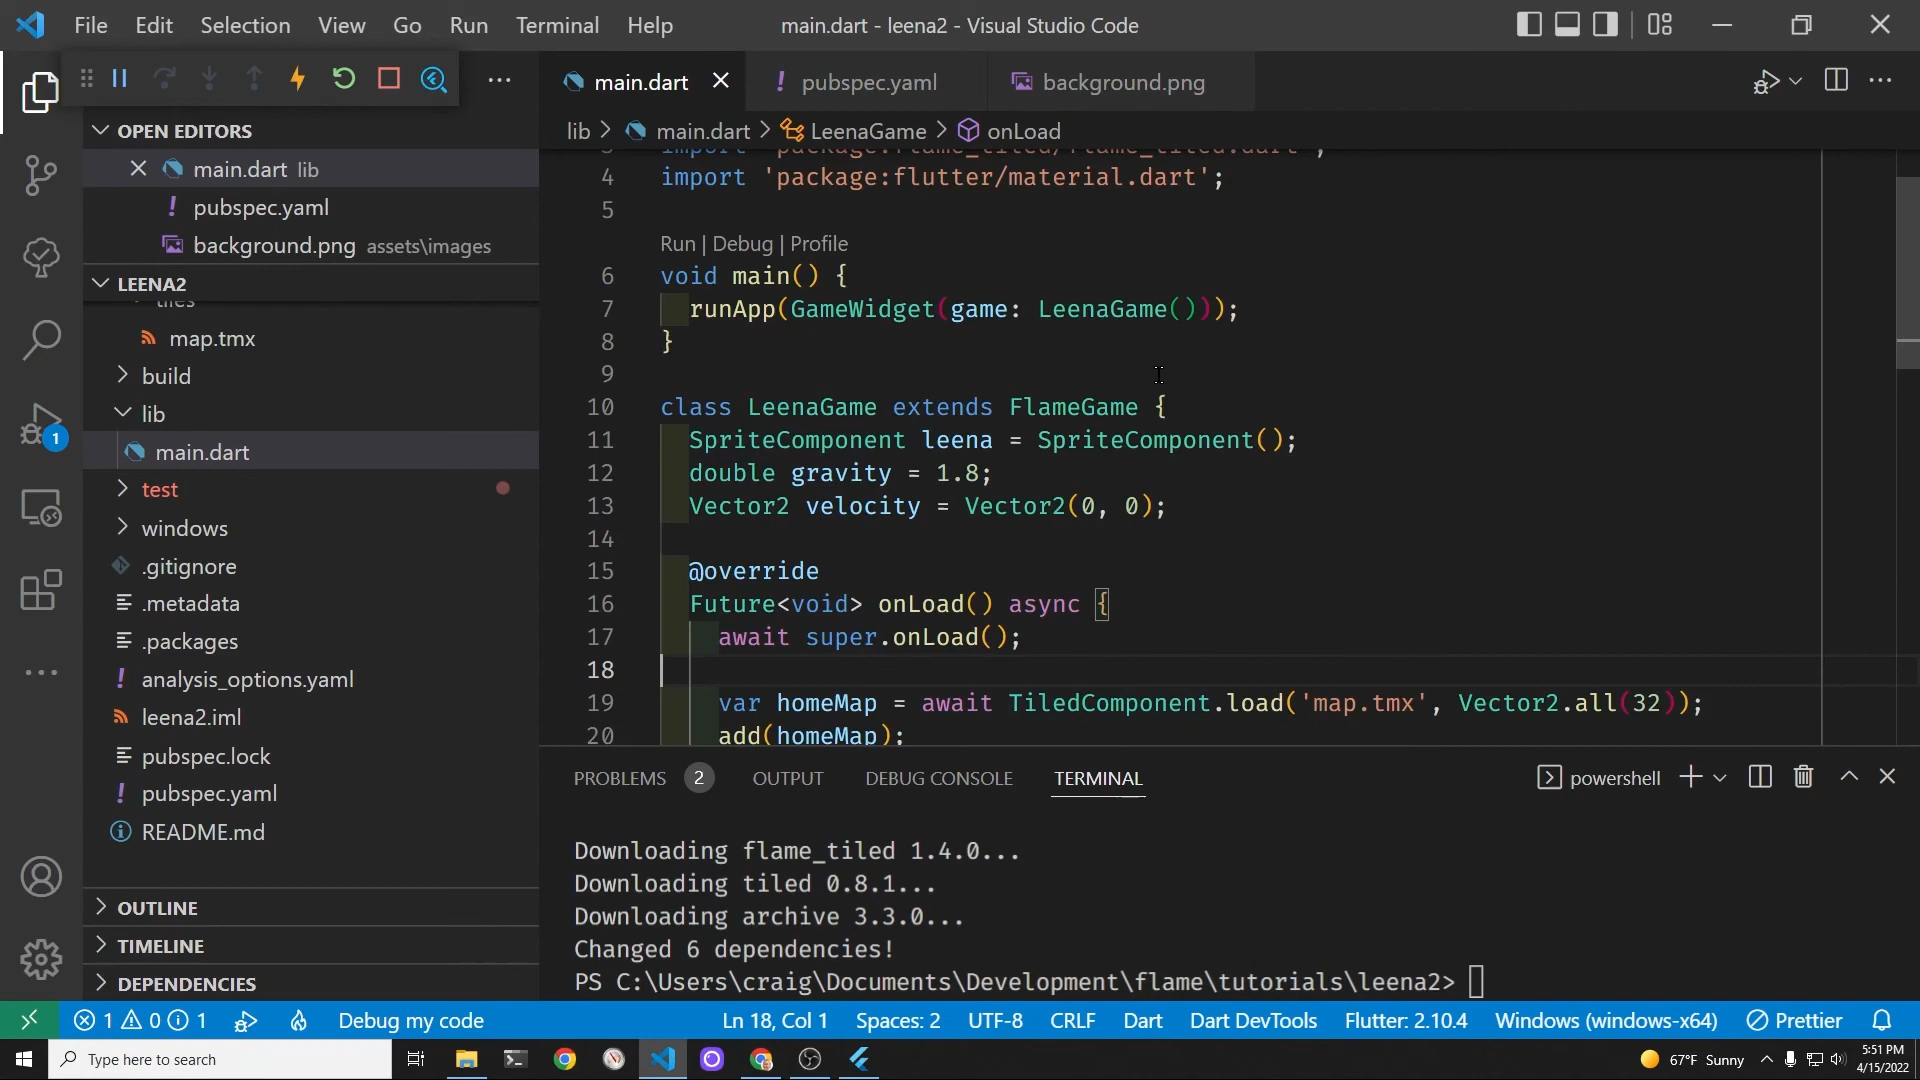 File Edit Selection View Go Run Terminal Help
main.dart - leena2 - Visual Studio Code
main.dart
pubspec.yaml
background.png
OPEN EDITORS
main.dart lib
pubspec.yaml
background.png assets\images
LEENA2
tiles
map.tmx
build
lib
main.dart
test
windows
.gitignore
.metadata
.packages
analysis_options.yaml
leena2.iml
pubspec.lock
pubspec.yaml
README.md
OUTLINE
TIMELINE
DEPENDENCIES
1
lib > main.dart > LeenaGame > onLoad
import 'package:flame_tiled/flame_tiled.dart';
4 import 'package:flutter/material.dart';
5
Run | Debug | Profile
6 void main() {
7 runApp(GameWidget(game: LeenaGame()));
8 }
9
10 class LeenaGame extends FlameGame {
11 SpriteComponent leena = SpriteComponent();
12 double gravity = 1.8;
13 Vector2 velocity = Vector2(0, 0);
14
15 @override
16 Future<void> onLoad() async {
17 await super.onLoad();
18
19 var homeMap = await TiledComponent.load('map.tmx', Vector2.all(32));
20 add(homeMap);
PROBLEMS 2 OUTPUT DEBUG CONSOLE TERMINAL
powershell
Downloading flame_tiled 1.4.0...
Downloading tiled 0.8.1...
Downloading archive 3.3.0...
Changed 6 dependencies!
PS C:\Users\craig\Documents\Development\flame\tutorials\leena2>
1 0 1 Debug my code Ln 18, Col 1 Spaces: 2 UTF-8 CRLF Dart Dart DevTools Flutter: 2.10.4 Windows (windows-x64) Prettier
Type here to search
67°F Sunny
5:51 PM
4/15/2022